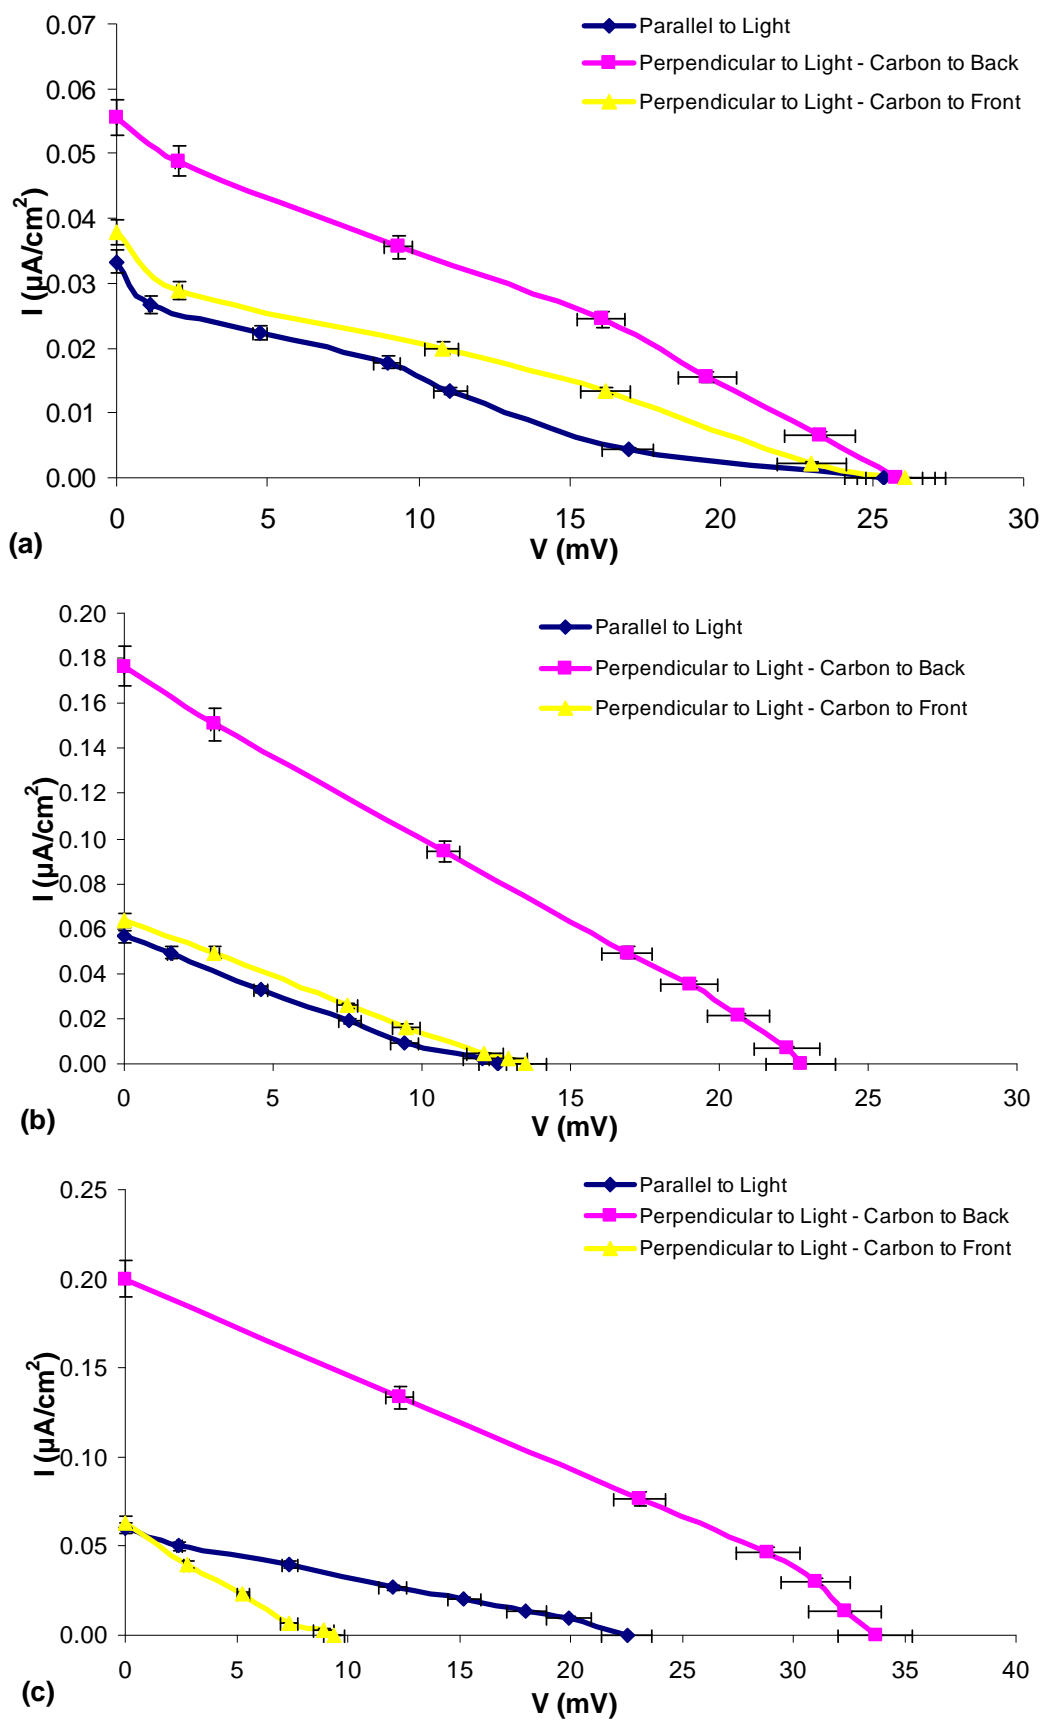 0.07
Parallel to Light
Perpendicular to Light - Carbon to Back
0.06
Perpendicular to Light - Carbon to Front
0.05
0.04
I (µA/cm²)
0.03
0.02
0.01
0.00
0 5 10 15 20 25 30
(a)
V (mV)
0.20
Parallel to Light
0.18
Perpendicular to Light - Carbon to Back
0.16
Perpendicular to Light - Carbon to Front
0.14
0.12
I (µA/cm²)
0.10
0.08
0.06
0.04
0.02
0.00
0 5 10 15 20 25 30
(b)
V (mV)
0.25
Parallel to Light
Perpendicular to Light - Carbon to Back
Perpendicular to Light - Carbon to Front
0.20
0.15
I (µA/cm²)
0.10
0.05
0.00
0 5 10 15 20 25 30 35 40
(c)
V (mV)